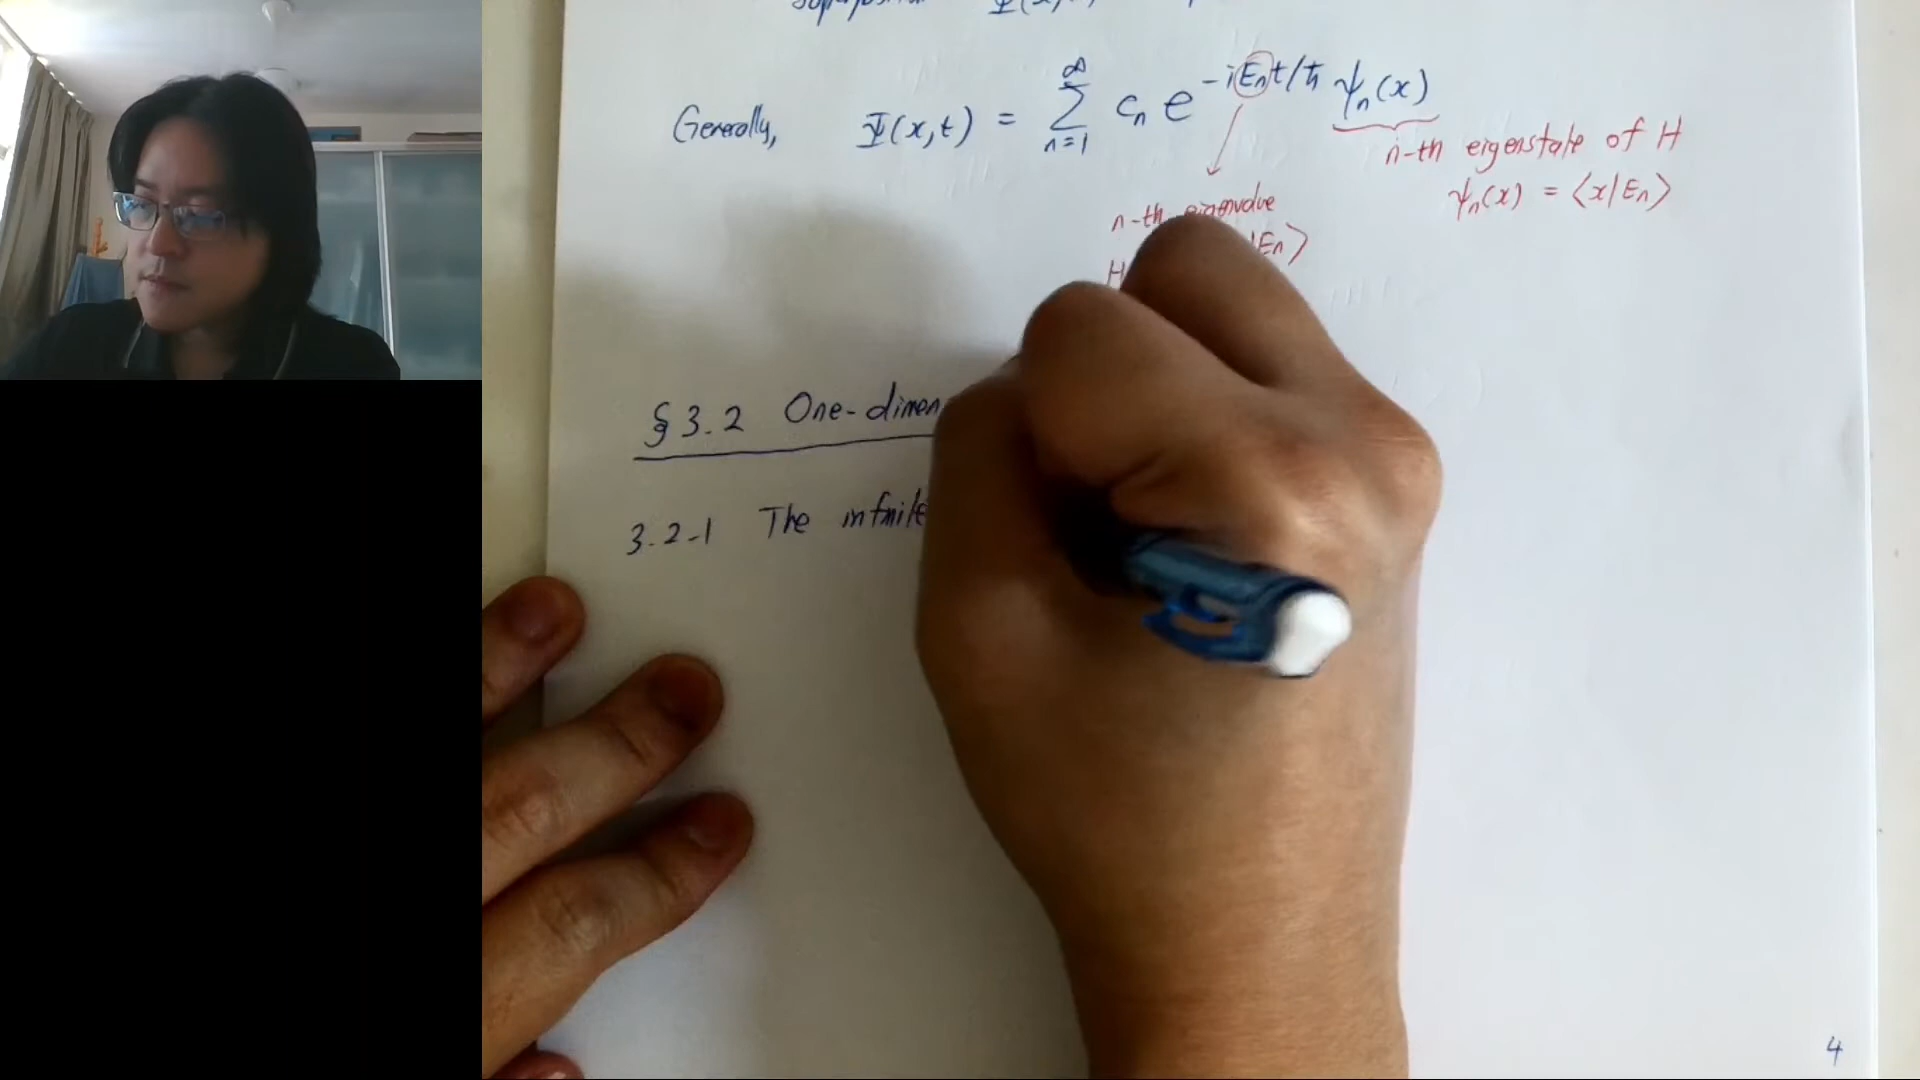 Generally, Ψ(x,t) = ∑_{n=1}^{∞} c_n e^{-iE_n t/ħ} ψ_n(x)
n-th eigenstate of H
ψ_n(x) = ⟨x|E_n⟩
n-th eigenvalue
H E_n⟩
§ 3.2 One-dimen
3.2.1 The infinite
4